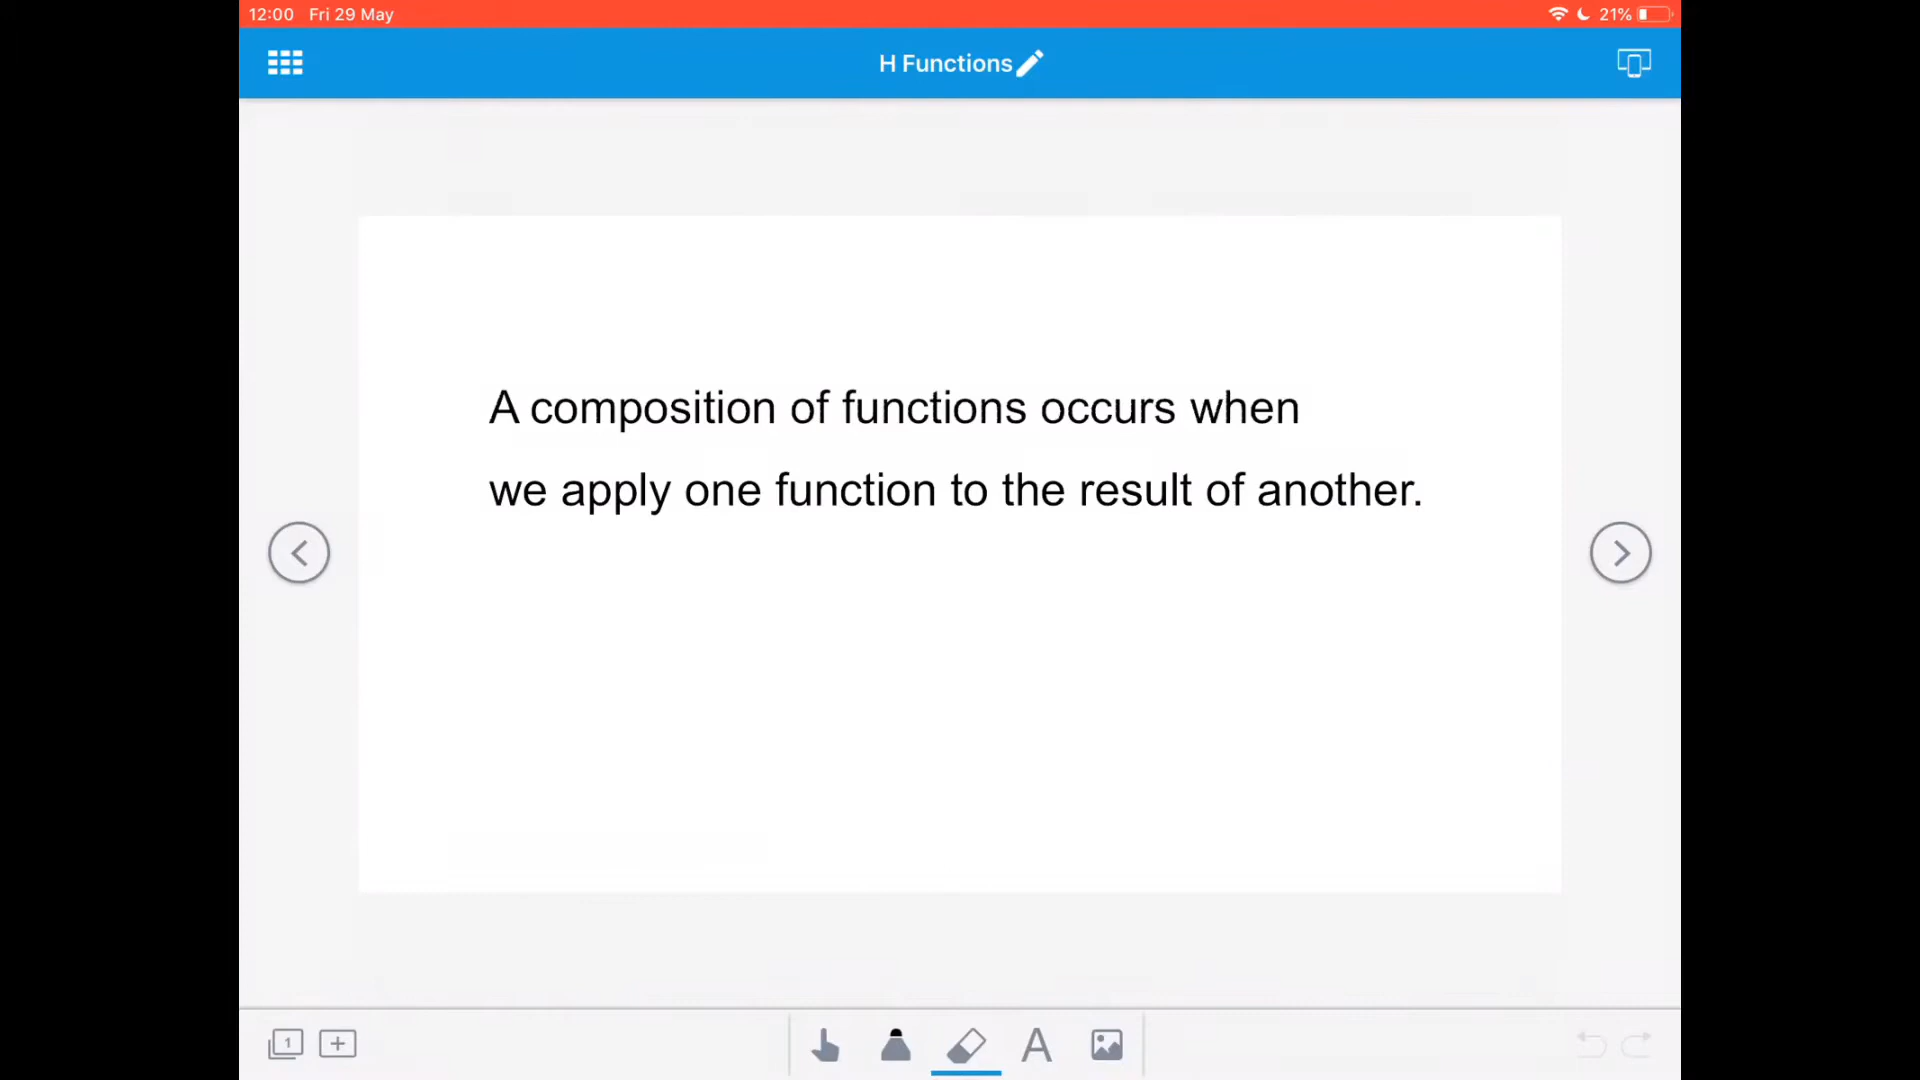 12:00 Fri 29 May 21%
H Functions
A composition of functions occurs when
we apply one function to the result of another.
1
A